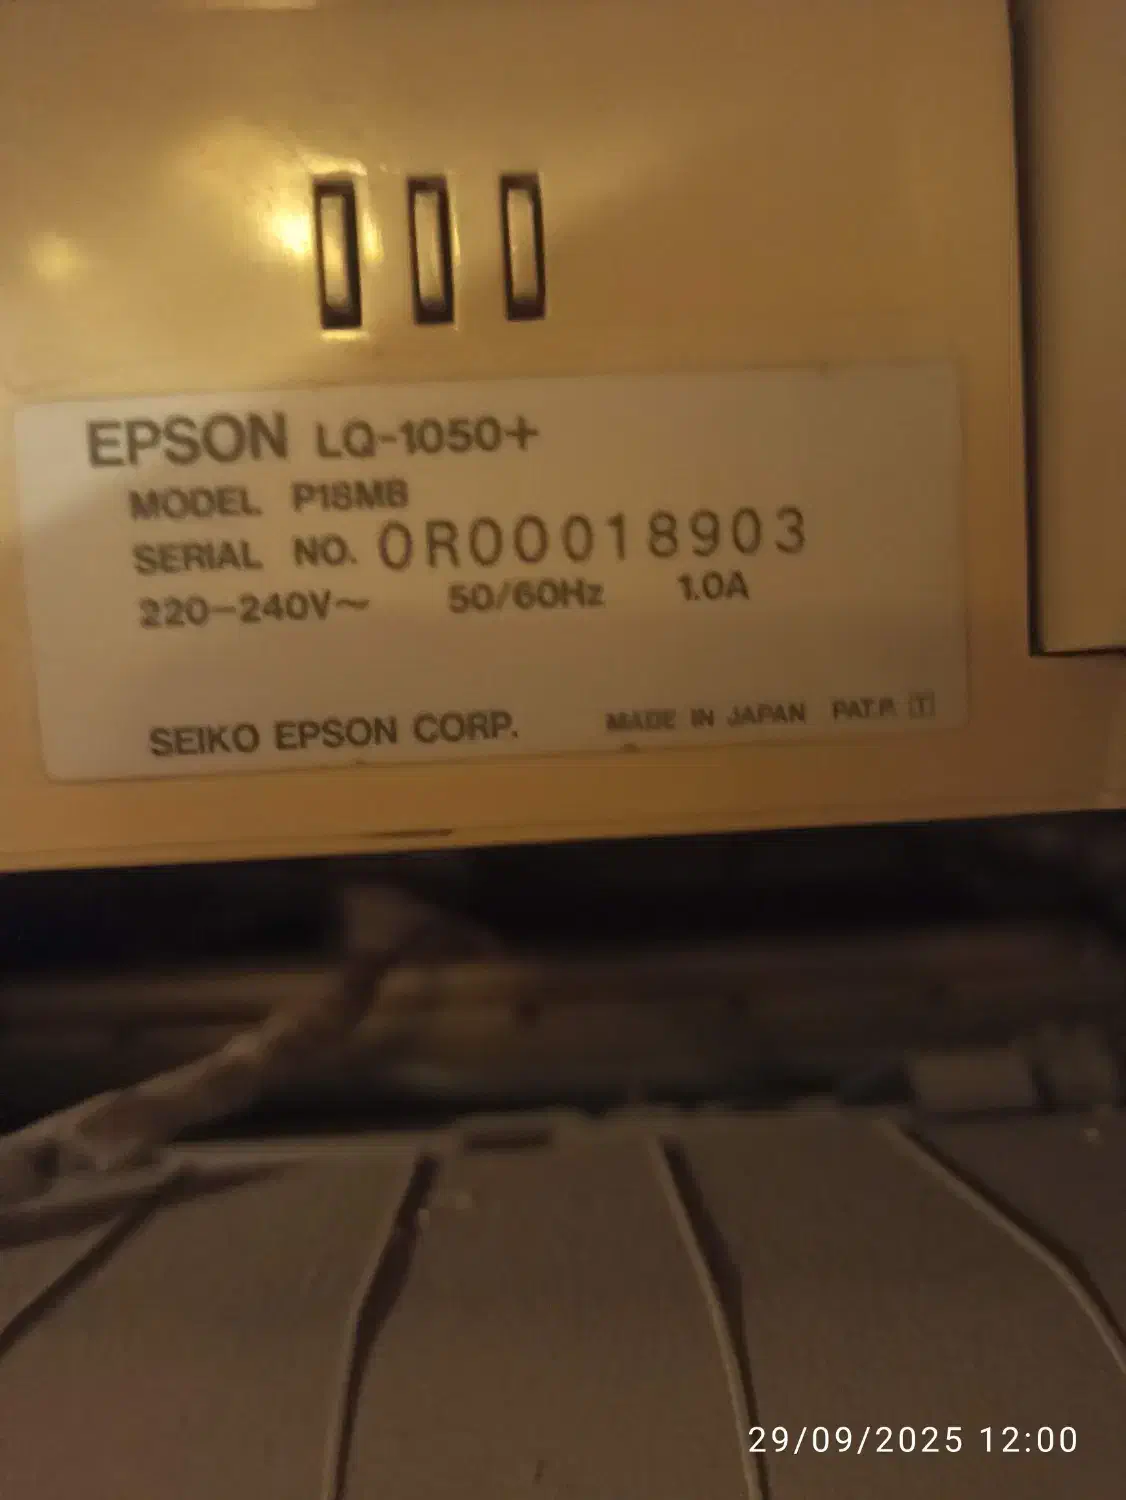 EPSON LQ-1050+
MODEL P18MB
SERIAL NO. 0R00018903
220-240V~ 50/60Hz 1.0A
SEIKO EPSON CORP. MADE IN JAPAN PAT.P. T
29/09/2025 12:00